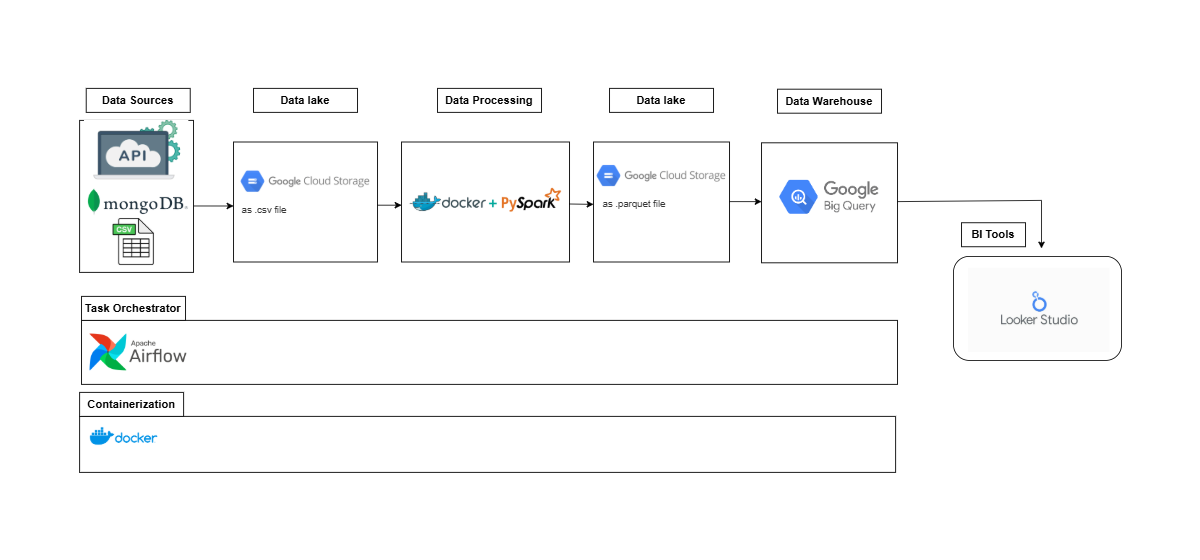 Data Sources
Data lake
Data Processing
Data lake
Data Warehouse
API
mongoDB.
CSV
Google Cloud Storage
as .csv file
docker + PySpark
Google Cloud Storage
as .parquet file
Google
Big Query
BI Tools
Looker Studio
Task Orchestrator
Apache
Airflow
Containerization
docker